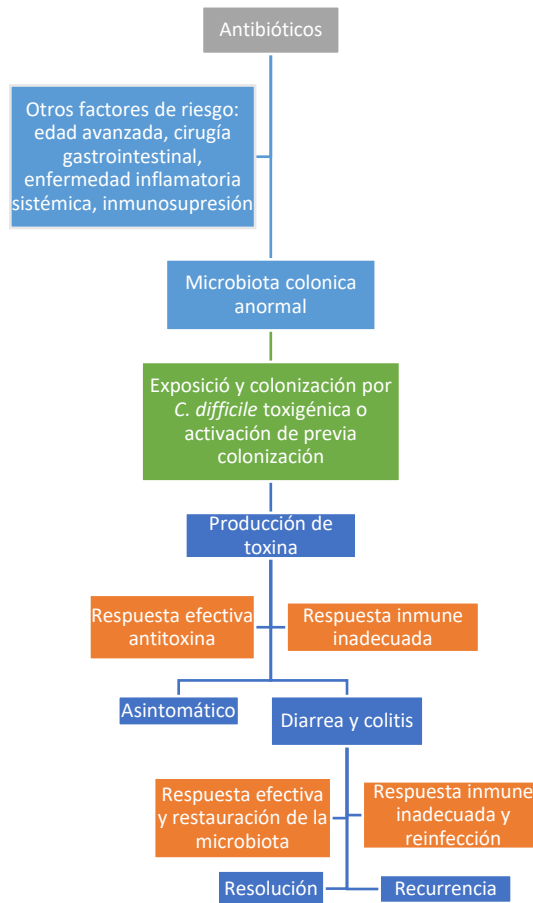 Antibióticos
Otros factores de riesgo:
edad avanzada, cirugía
gastrointestinal,
enfermedad inflamatoria
sistémica, inmunosupresión
Microbiota colonica
anormal
Exposició y colonización por
C. difficile toxigénica o
activación de previa
colonización
Producción de
toxina
Respuesta efectiva
antitoxina
Respuesta inmune
inadecuada
Asintomático
Diarrea y colitis
Respuesta efectiva
y restauración de la
microbiota
Respuesta inmune
inadecuada y
reinfección
Resolución
Recurrencia